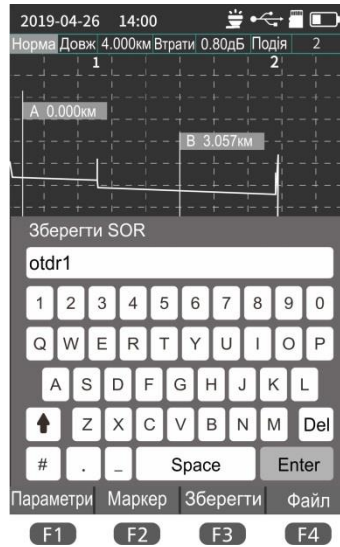 2019-04-26 14:00
Норма Довж 4.000км Втрати 0.80дБ Подія 2
1 2
A 0.000км
B 3.057км
Зберегти SOR
otdr1
1 2 3 4 5 6 7 8 9 0
Q W E R T Y U I O P
A S D F G H J K L
Z X C V B N M Del
# . _ Space Enter
Параметри Маркер Зберегти Файл
F1 F2 F3 F4